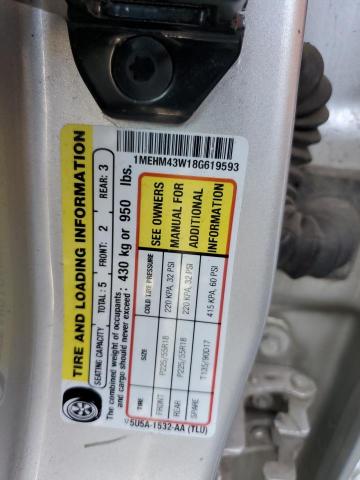 1MEHM43W18G619593
TIRE AND LOADING INFORMATION
SEATING CAPACITY TOTAL: 5 FRONT: 2 REAR: 3
The combined weight of occupants
and cargo should never exceed: 430 kg or 950 lbs.
TIRE SIZE COLD TIRE PRESSURE
FRONT P225/55R18 220 KPA, 32 PSI
REAR P225/55R18 220 KPA, 32 PSI
SPARE T135/90D17 415 KPA, 60 PSI
SEE OWNERS
MANUAL FOR
ADDITIONAL
INFORMATION
5U5A-1532-AA (TLU)